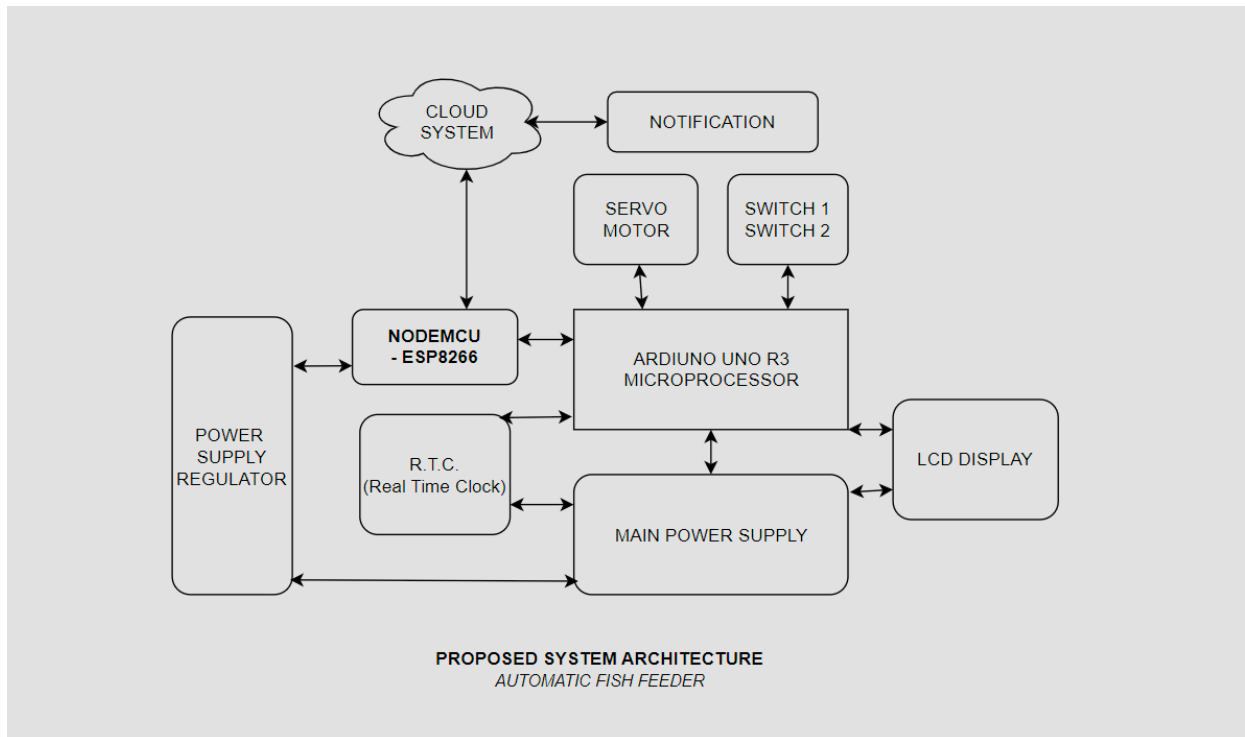 CLOUD
SYSTEM
NOTIFICATION
SERVO
MOTOR
SWITCH 1
SWITCH 2
NODEMCU
- ESP8266
ARDIUNO UNO R3
MICROPROCESSOR
POWER
SUPPLY
REGULATOR
R.T.C.
(Real Time Clock)
LCD DISPLAY
MAIN POWER SUPPLY
PROPOSED SYSTEM ARCHITECTURE
AUTOMATIC FISH FEEDER